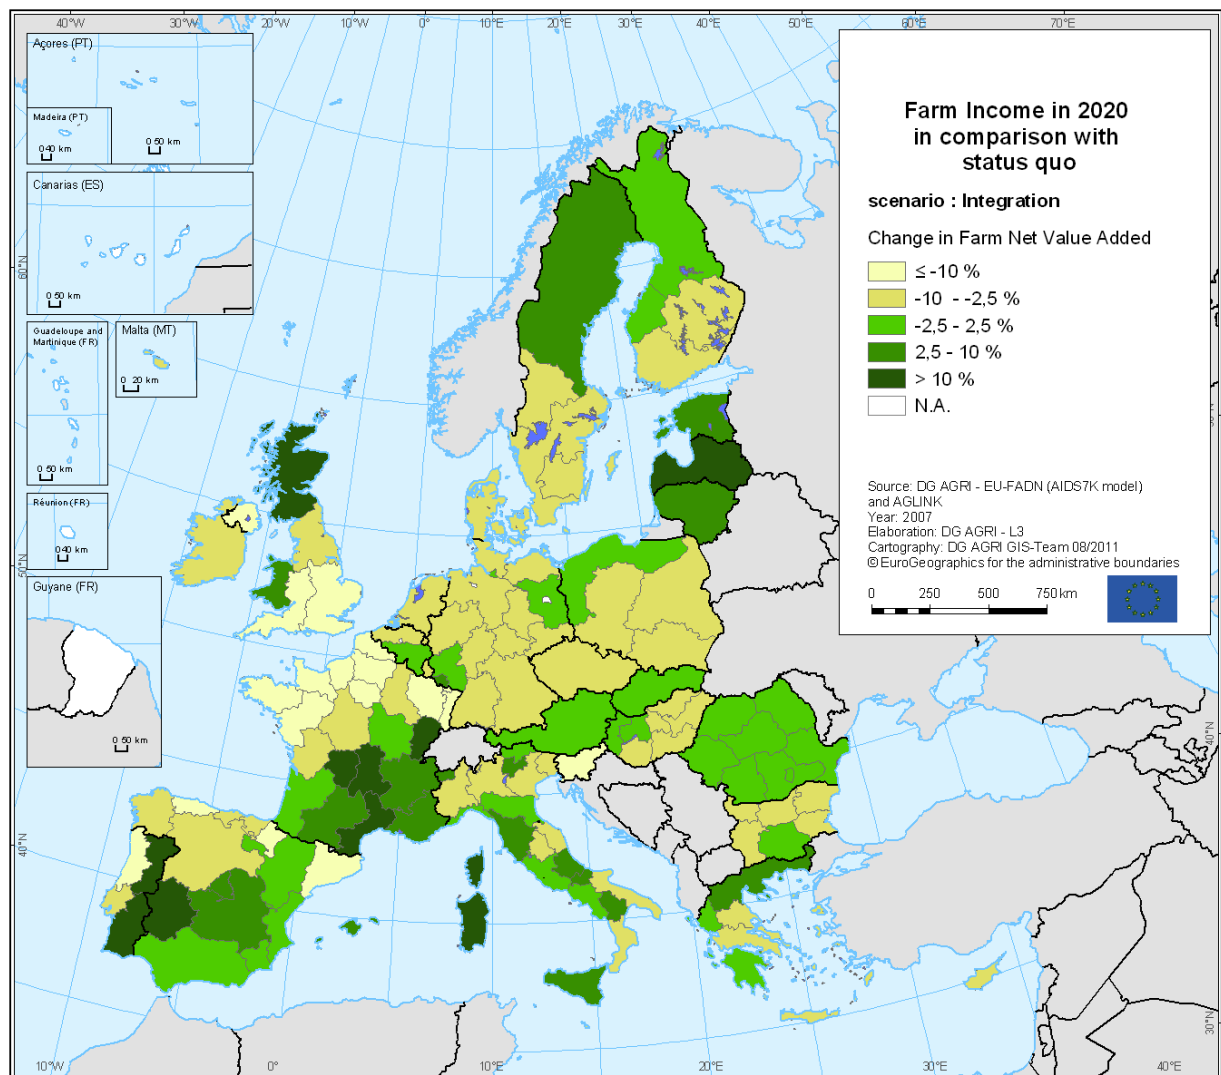 40°W
30°W
20°W
10°W
0°
10°E
20°E
30°E
40°E
50°E
60°E
70°E
Açores (PT)
Madeira (PT)
0 40 km
0 50 km
Canarias (ES)
0 50 km
Guadeloupe and
Martinique (FR)
0 50 km
Malta (MT)
0 20 km
Réunion (FR)
0 40 km
Guyane (FR)
0 50 km
Farm Income in 2020
in comparison with
status quo
scenario : Integration
Change in Farm Net Value Added
≤ -10 %
-10 - -2,5 %
-2,5 - 2,5 %
2,5 - 10 %
> 10 %
N.A.
Source: DG AGRI - EU-FADN (AIDS7K model)
and AGLINK
Year: 2007
Elaboration: DG AGRI - L3
Cartography: DG AGRI GIS-Team 08/2011
© EuroGeographics for the administrative boundaries
0 250 500 750 km
60°N
50°N
40°N
40°N
30°N
10°W
0°
10°E
20°E
30°E
40°E